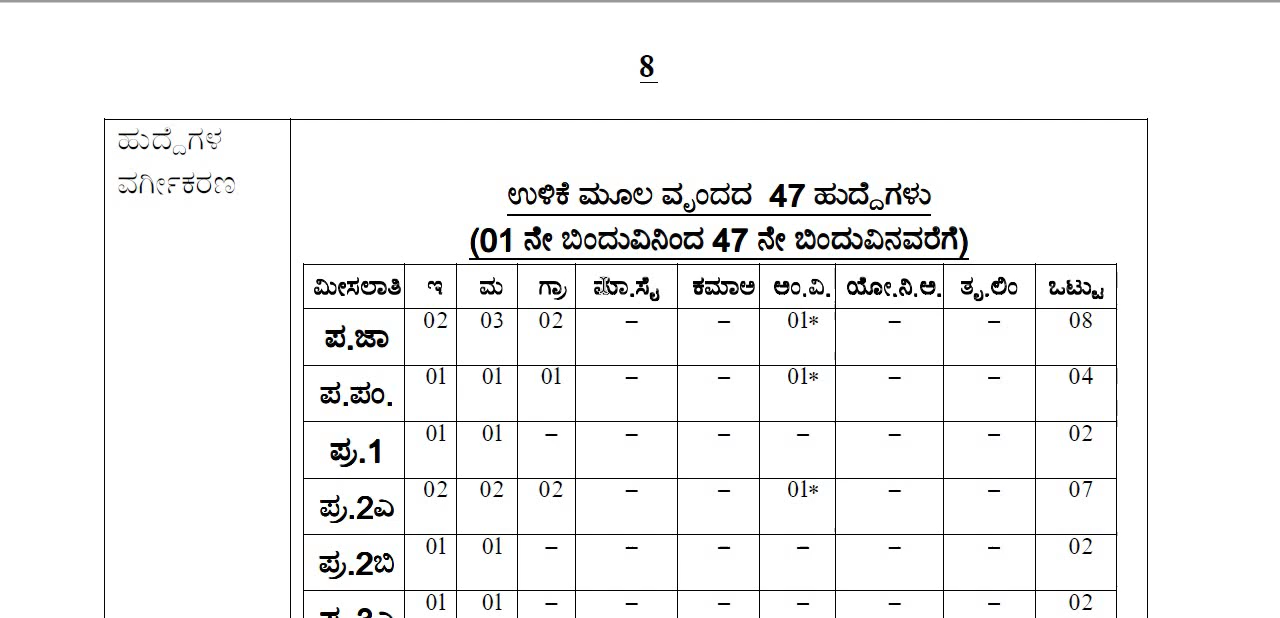 8
ಹುದ್ದೆಗಳ
ವರ್ಗೀಕರಣ
ಉಳಿಕೆ ಮೂಲ ವೃಂದದ 47 ಹುದ್ದೆಗಳು
(01 ನೇ ಬಿಂದುವಿನಿಂದ 47 ನೇ ಬಿಂದುವಿನವರೆಗೆ)
ಮೀಸಲಾತಿ ಇ ಮ ಗ್ರಾ ಮಾ.ಸೈ ಕಮಾಅ ಅಂ.ವಿ. ಯೋ.ನಿ.ಅ. ತೃ.ಲಿಂ ಒಟ್ಟು
ಪ.ಜಾ 02 03 02 – – 01* – – 08
ಪ.ಪಂ. 01 01 01 – – 01* – – 04
ಪ್ರ.1 01 01 – – – – – – 02
ಪ್ರ.2ಎ 02 02 02 – – 01* – – 07
ಪ್ರ.2ಬಿ 01 01 – – – – – – 02
01 01 – – – – – – 02